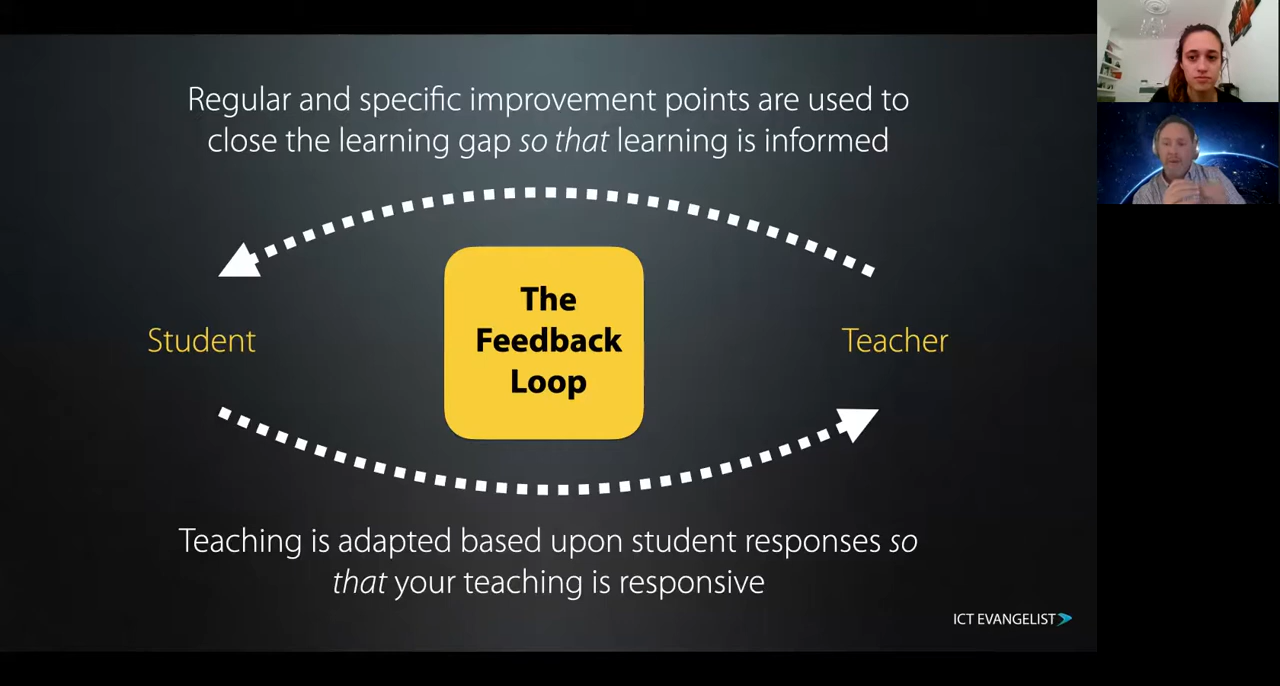 Regular and specific improvement points are used to
close the learning gap so that learning is informed
The
Feedback
Loop
Student
Teacher
Teaching is adapted based upon student responses so
that your teaching is responsive
ICT EVANGELIST